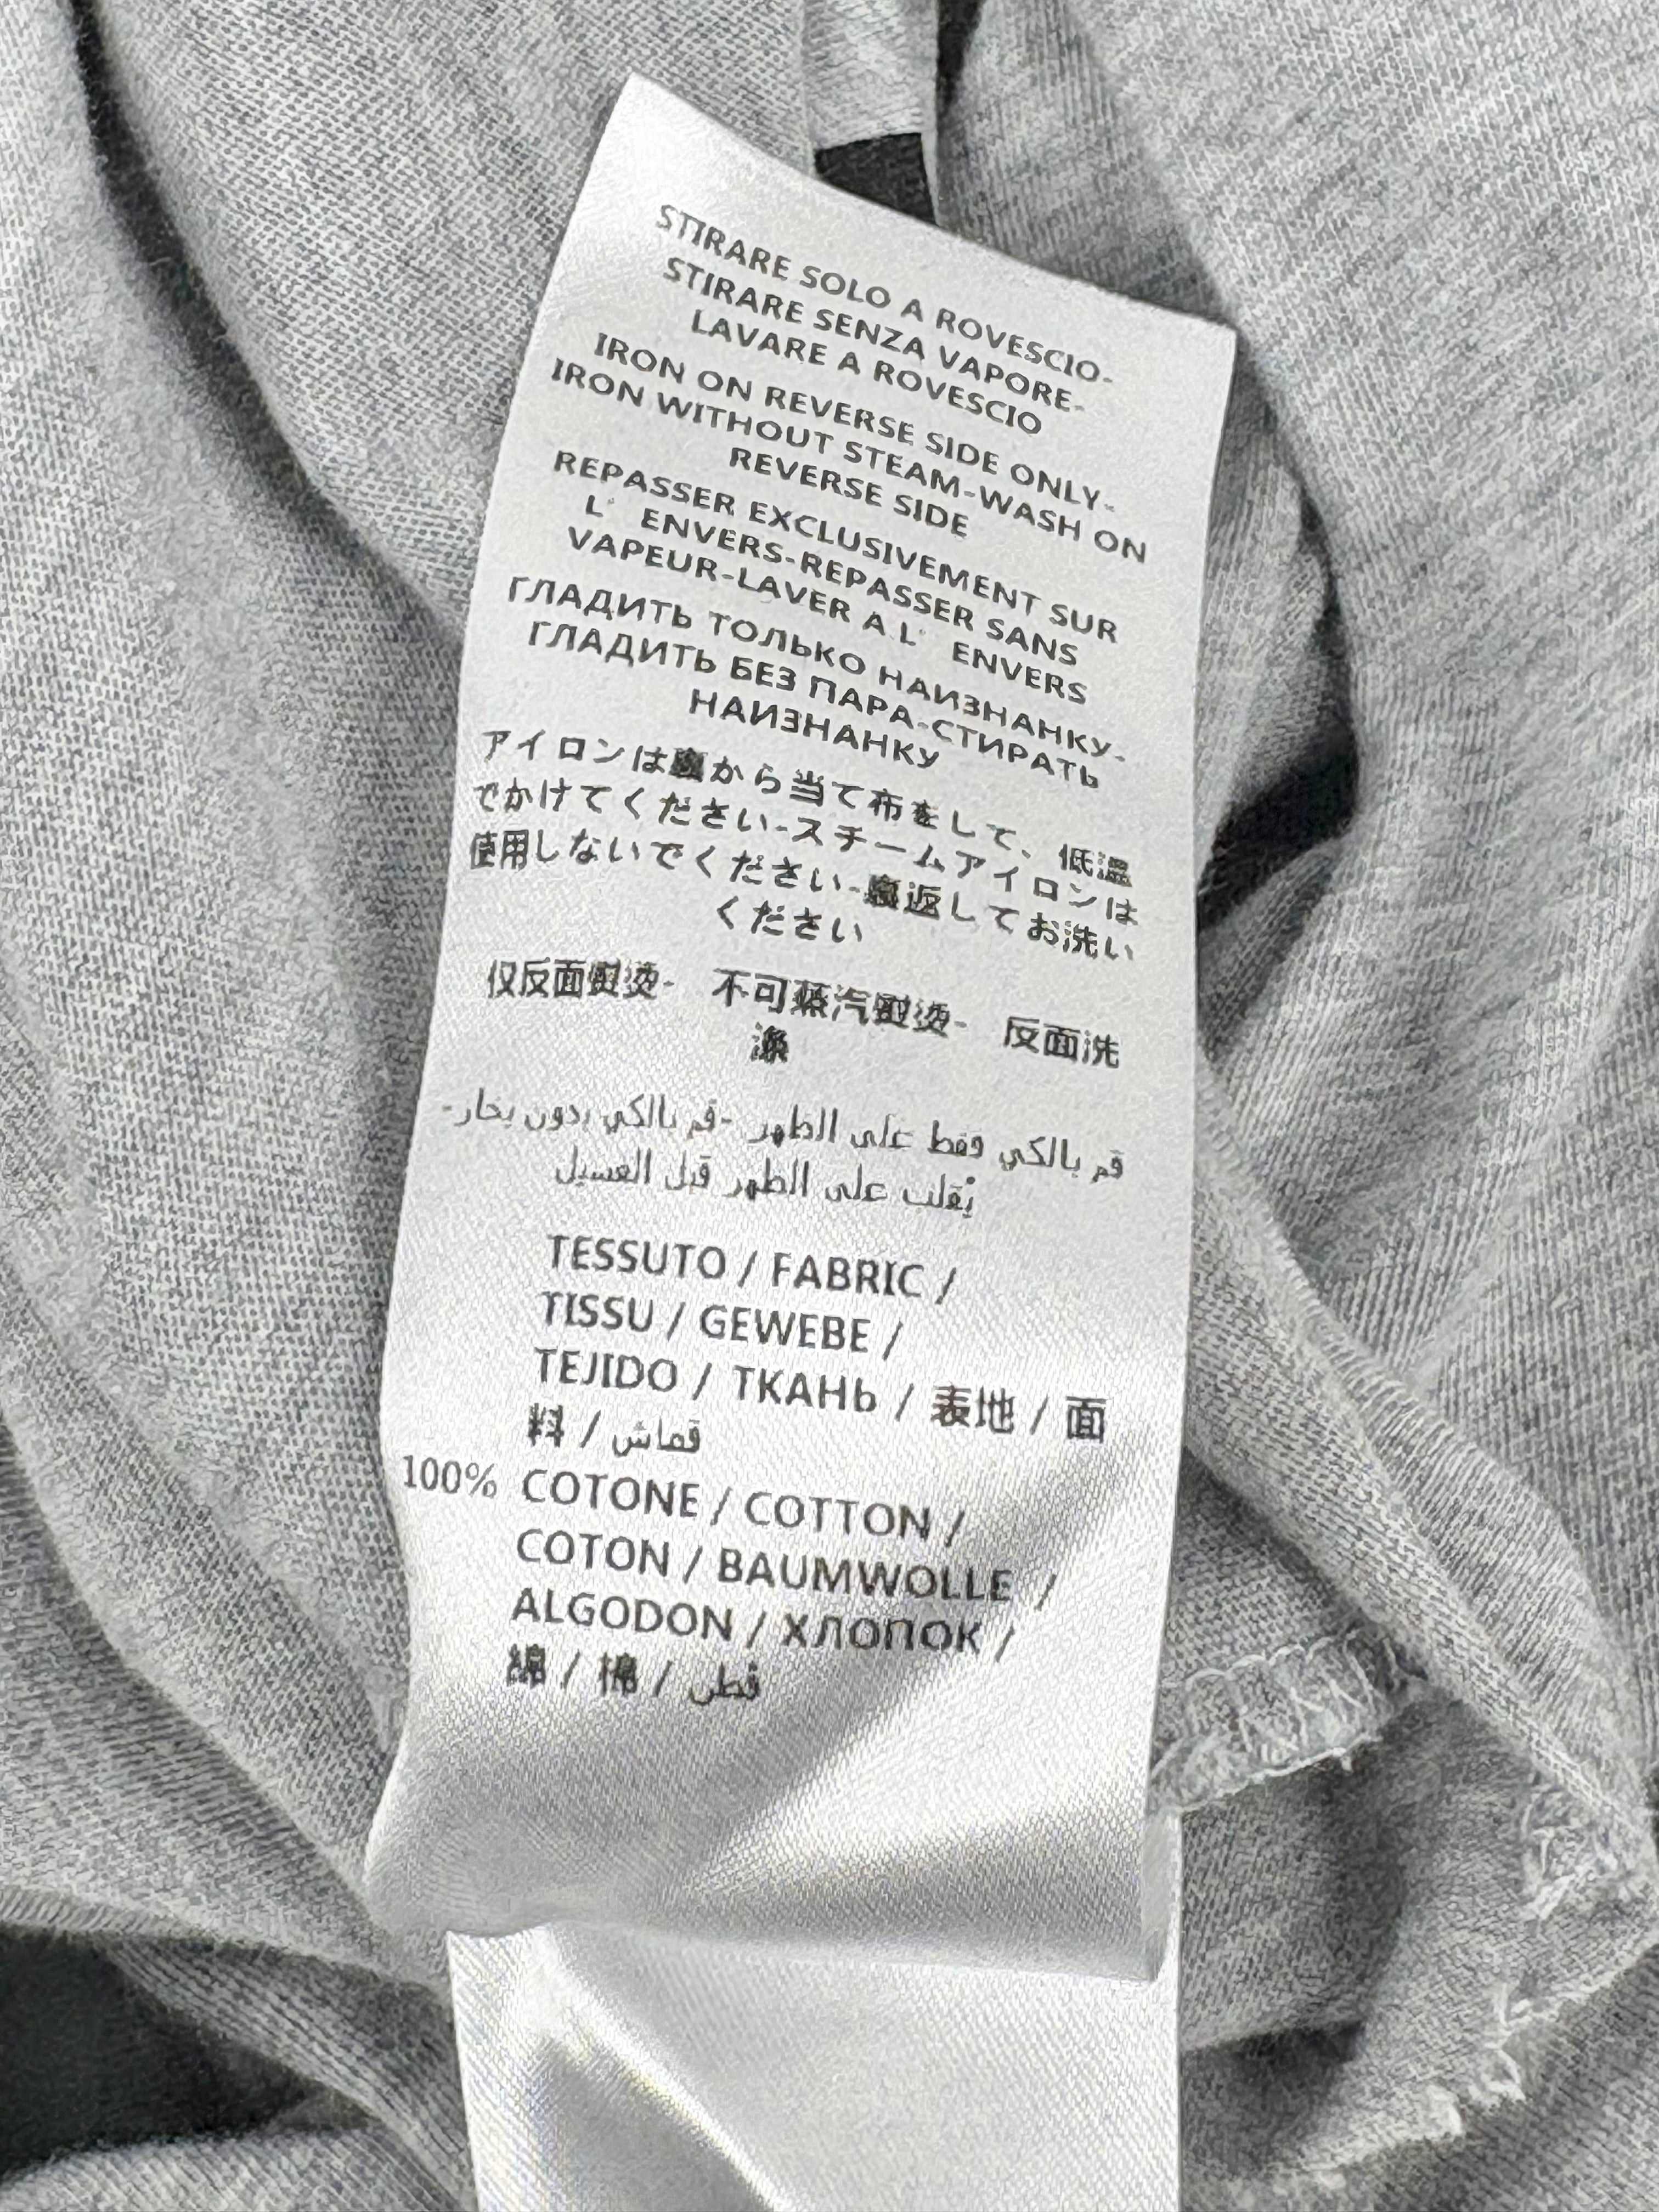 STIRARE SOLO A ROVESCIO-
STIRARE SENZA VAPORE-
LAVARE A ROVESCIO
IRON ON REVERSE SIDE ONLY-
IRON WITHOUT STEAM-WASH ON
REVERSE SIDE
REPASSER EXCLUSIVEMENT SUR
L' ENVERS-REPASSER SANS
VAPEUR-LAVER A L' ENVERS
ГЛАДИТЬ ТОЛЬКО НАИЗНАНКУ-
ГЛАДИТЬ БЕЗ ПАРА-СТИРАТЬ
НАИЗНАНКУ
アイロンは裏から当て布をして、低温
でかけてください-スチームアイロンは
使用しないでください-裏返してお洗い
ください
仅反面熨烫- 不可蒸汽熨烫- 反面洗
涤
قم بالكي فقط على الظهر -قم بالكي بدون بخار-
يُقلب على الظهر قبل الغسيل
TESSUTO / FABRIC /
TISSU / GEWEBE /
TEJIDO / ТКАНЬ / 表地 / 面
料 / قماش
100% COTONE / COTTON /
COTON / BAUMWOLLE /
ALGODON / ХЛОПОК /
綿 / 棉 / قطن